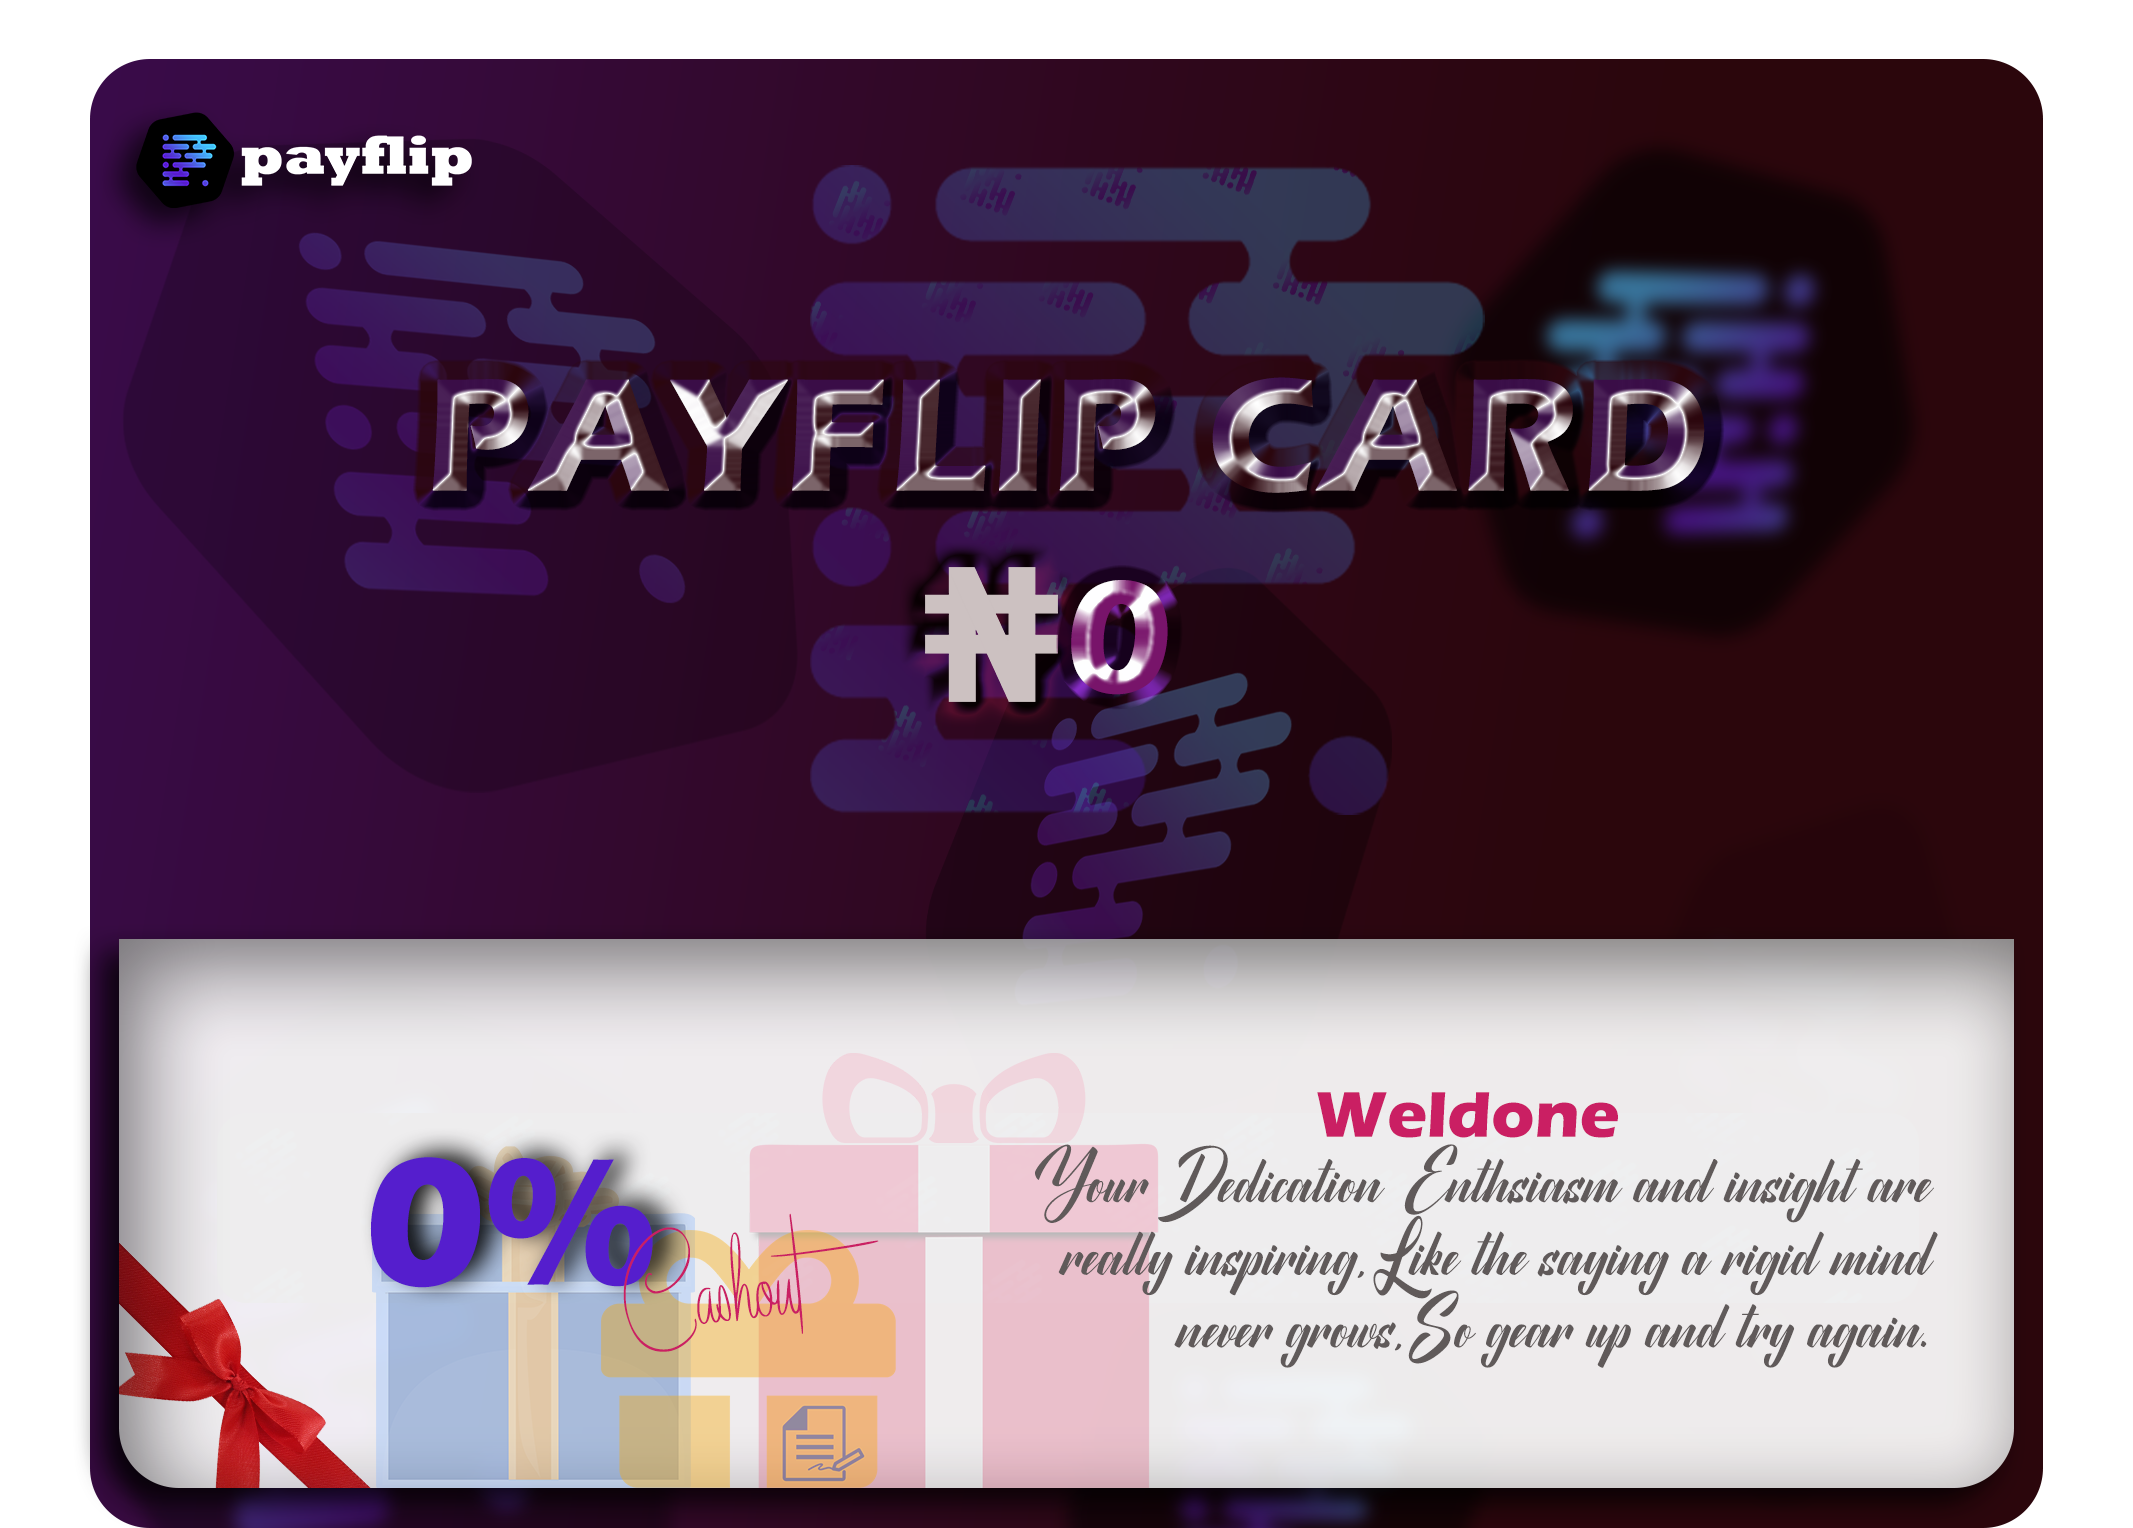 payflip
PAYFLIP CARD
₦0
Weldone
0%
Cashout
Your Dedication Enthsiasm and insight are
really inspiring, Like the saying a rigid mind
never grows, So gear up and try again.